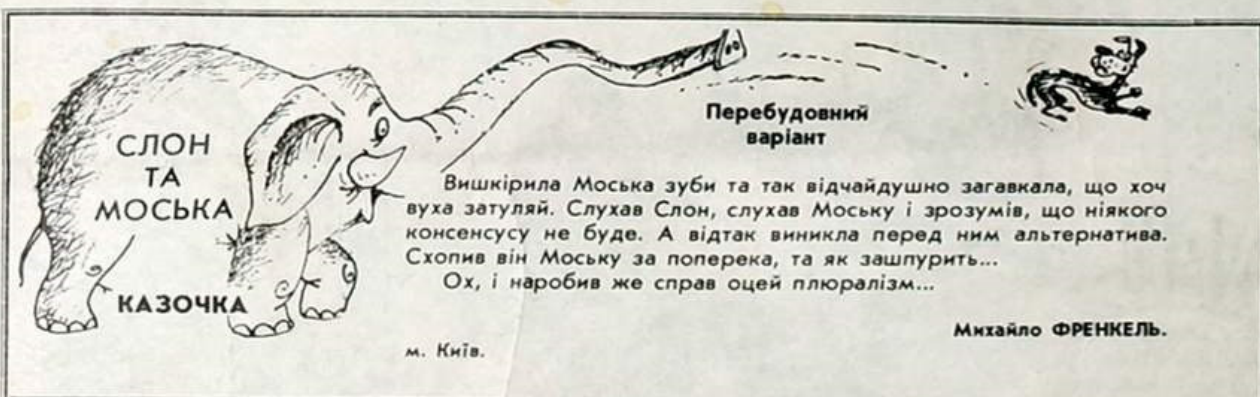 СЛОН
ТА
МОСЬКА
КАЗОЧКА
Перебудовний
варіант
Вишкірила Моська зуби та так відчайдушно загавкала, що хоч
вуха затуляй. Слухав Слон, слухав Моську і зрозумів, що ніякого
консенсусу не буде. А відтак виникла перед ним альтернатива.
Схопив він Моську за поперека, та як зашпурить...
Ох, і наробив же справ оцей плюралізм...
Михайло ФРЕНКЕЛЬ.
м. Київ.